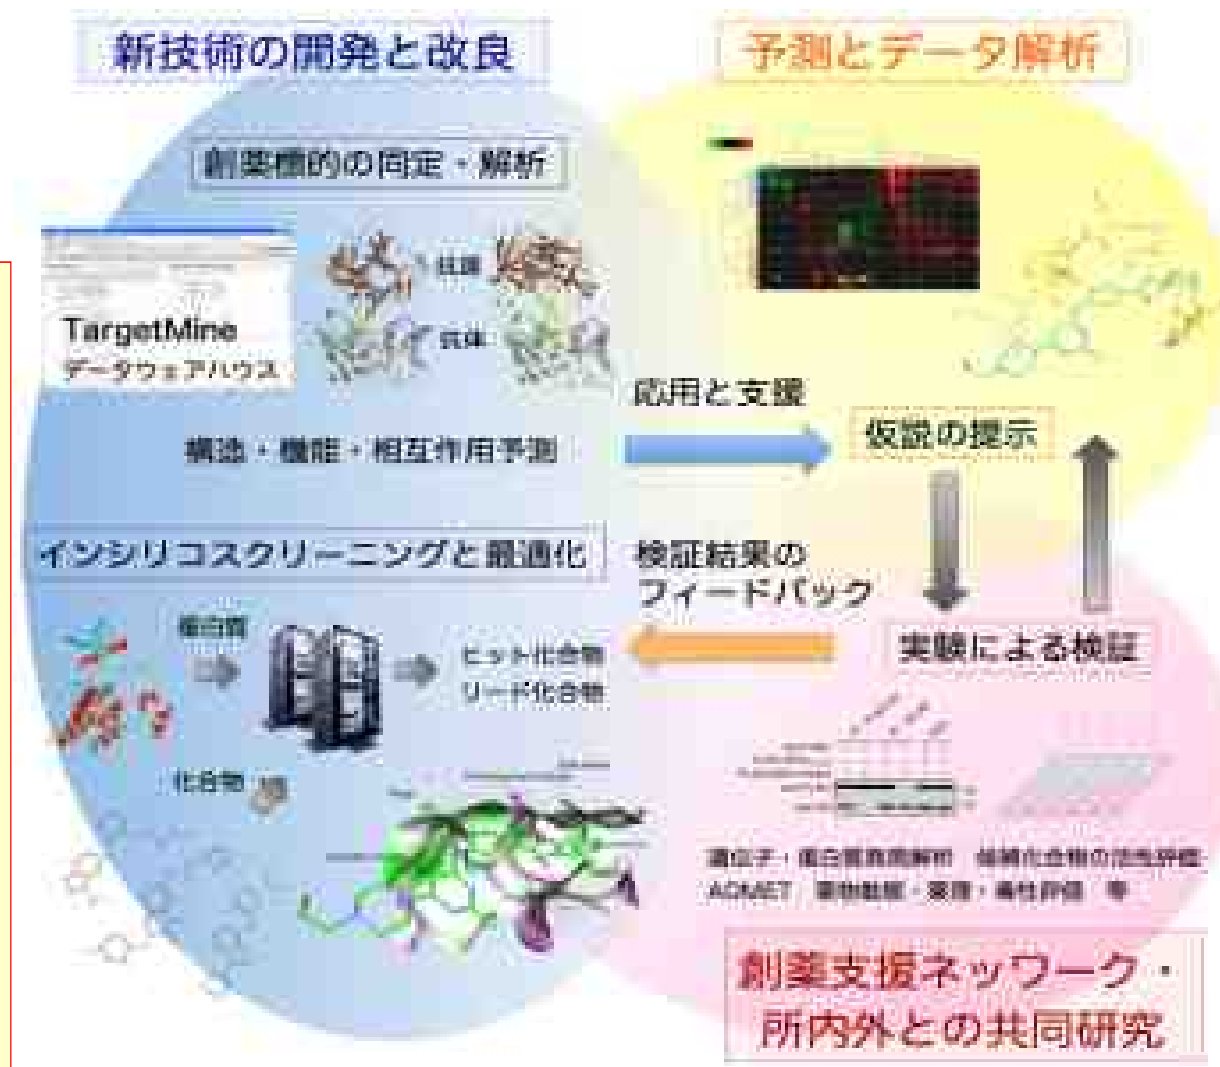 新技術の開発と改良
予測とデータ解析
創薬標的の同定・解析
抗原
抗体
TargetMine
データウェアハウス
構造・機能・相互作用予測
応用と支援
仮説の提示
インシリコスクリーニングと最適化
検証結果の
フィードバック
実験による検証
蛋白質
ヒット化合物
リード化合物
化合物
遺伝子・蛋白質発現解析 候補化合物の活性評価
ADMET 薬物動態・薬理・毒性評価 等
創薬支援ネットワーク・
所内外との共同研究